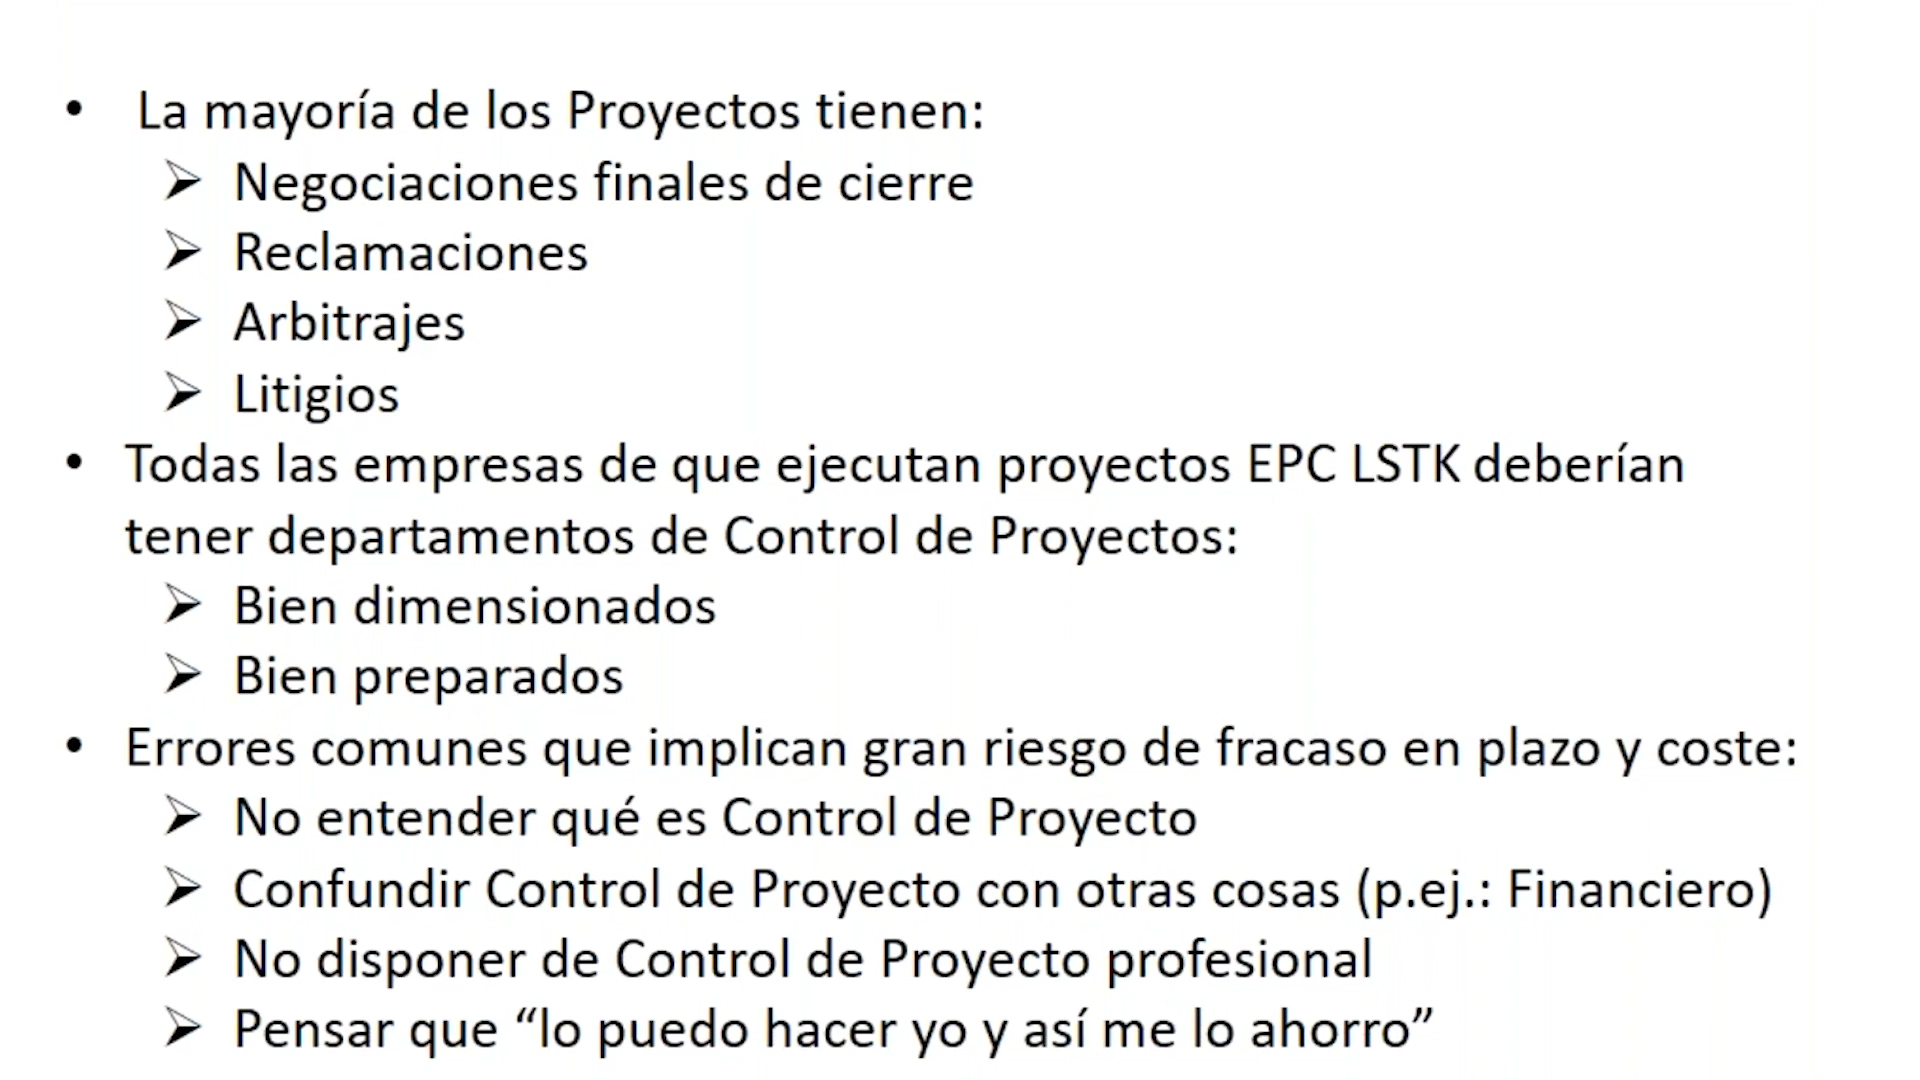 • La mayoría de los Proyectos tienen:
➢ Negociaciones finales de cierre
➢ Reclamaciones
➢ Arbitrajes
➢ Litigios
• Todas las empresas de que ejecutan proyectos EPC LSTK deberían
tener departamentos de Control de Proyectos:
➢ Bien dimensionados
➢ Bien preparados
• Errores comunes que implican gran riesgo de fracaso en plazo y coste:
➢ No entender qué es Control de Proyecto
➢ Confundir Control de Proyecto con otras cosas (p.ej.: Financiero)
➢ No disponer de Control de Proyecto profesional
➢ Pensar que “lo puedo hacer yo y así me lo ahorro”